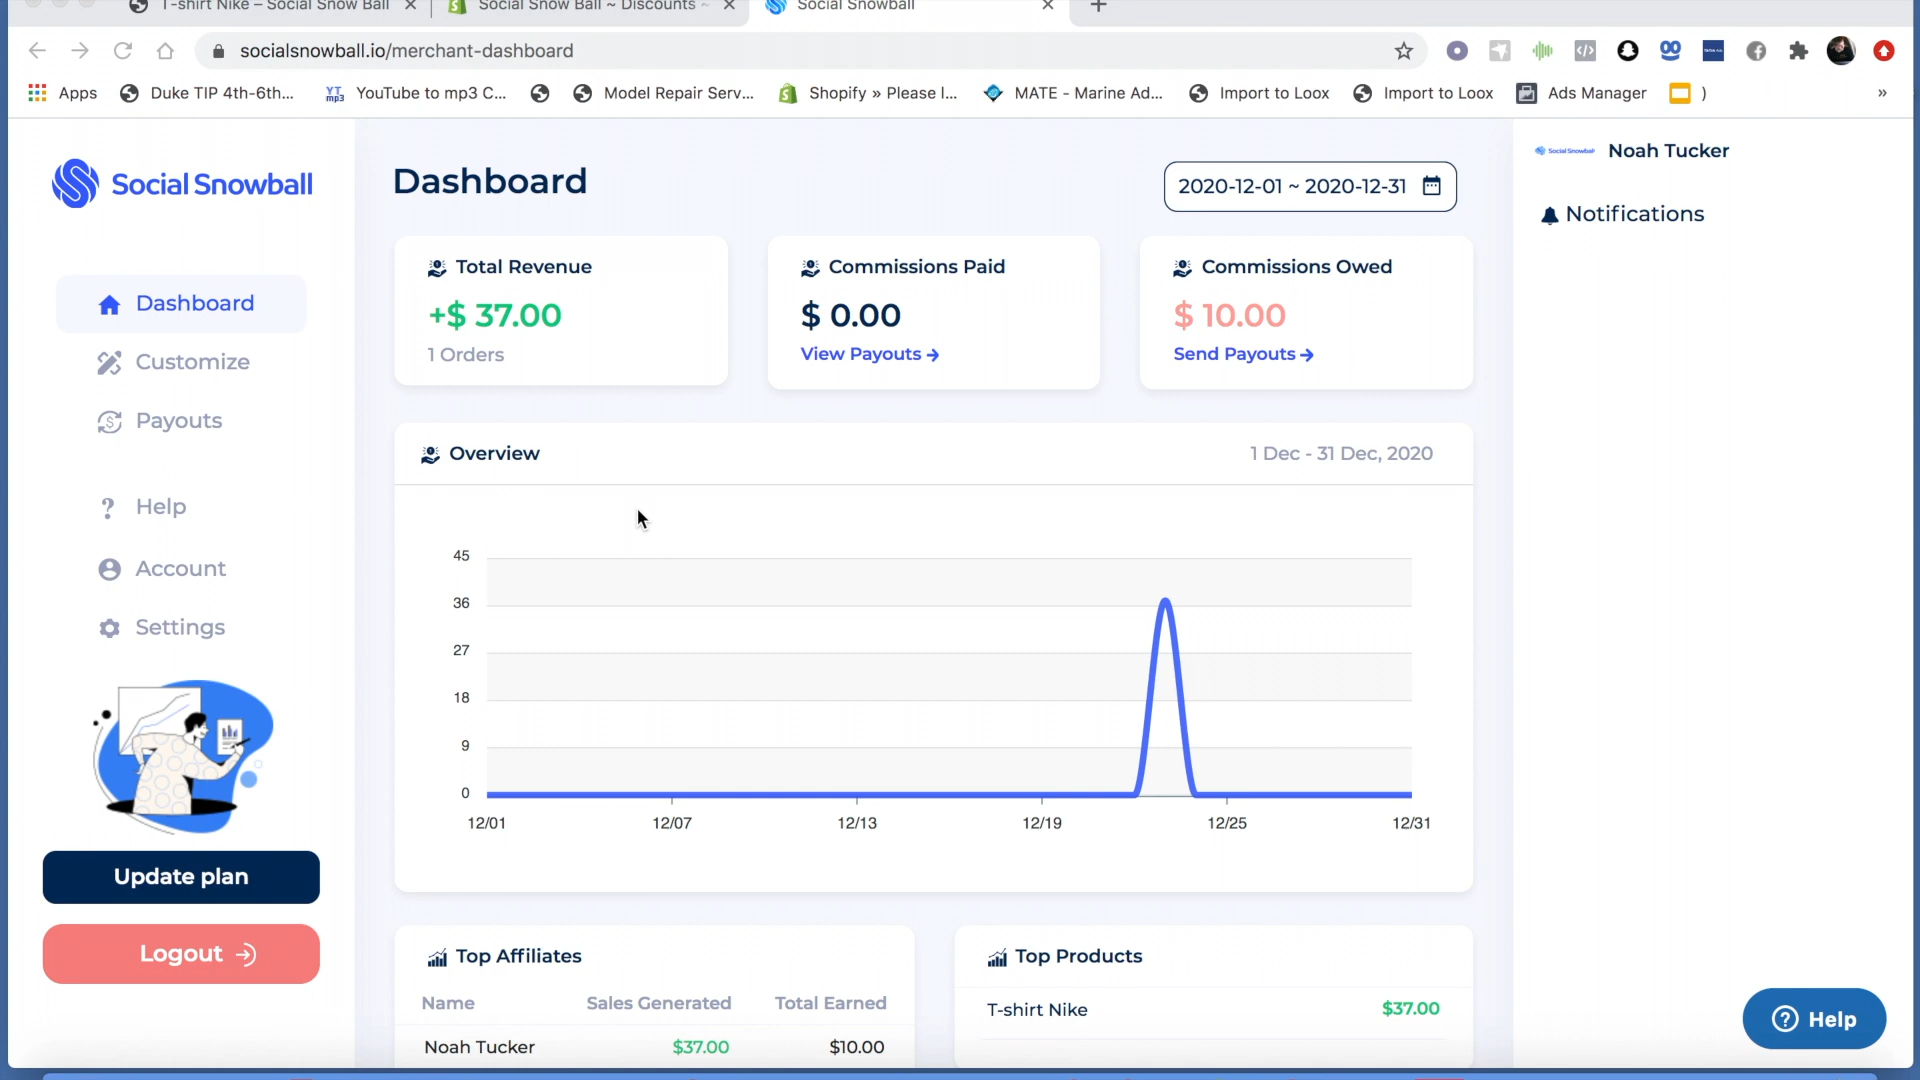 T-shirt Nike – Social Snow Ball
Social Snow Ball ~ Discounts ~
Social Snowball
socialsnowball.io/merchant-dashboard
Apps
Duke TIP 4th-6th...
YouTube to mp3 C...
Model Repair Serv...
Shopify » Please l...
MATE - Marine Ad...
Import to Loox
Import to Loox
Ads Manager
)
»
Social Snowball
Dashboard
2020-12-01 ~ 2020-12-31
Social Snowball
Noah Tucker
Notifications
Dashboard
Customize
Payouts
Help
Account
Settings
Update plan
Logout
Total Revenue
+$ 37.00
1 Orders
Commissions Paid
$ 0.00
View Payouts
Commissions Owed
$ 10.00
Send Payouts
Overview
1 Dec - 31 Dec, 2020
45
36
27
18
9
0
12/01
12/07
12/13
12/19
12/25
12/31
Top Affiliates
Name
Sales Generated
Total Earned
Noah Tucker
$37.00
$10.00
Top Products
T-shirt Nike
$37.00
Help